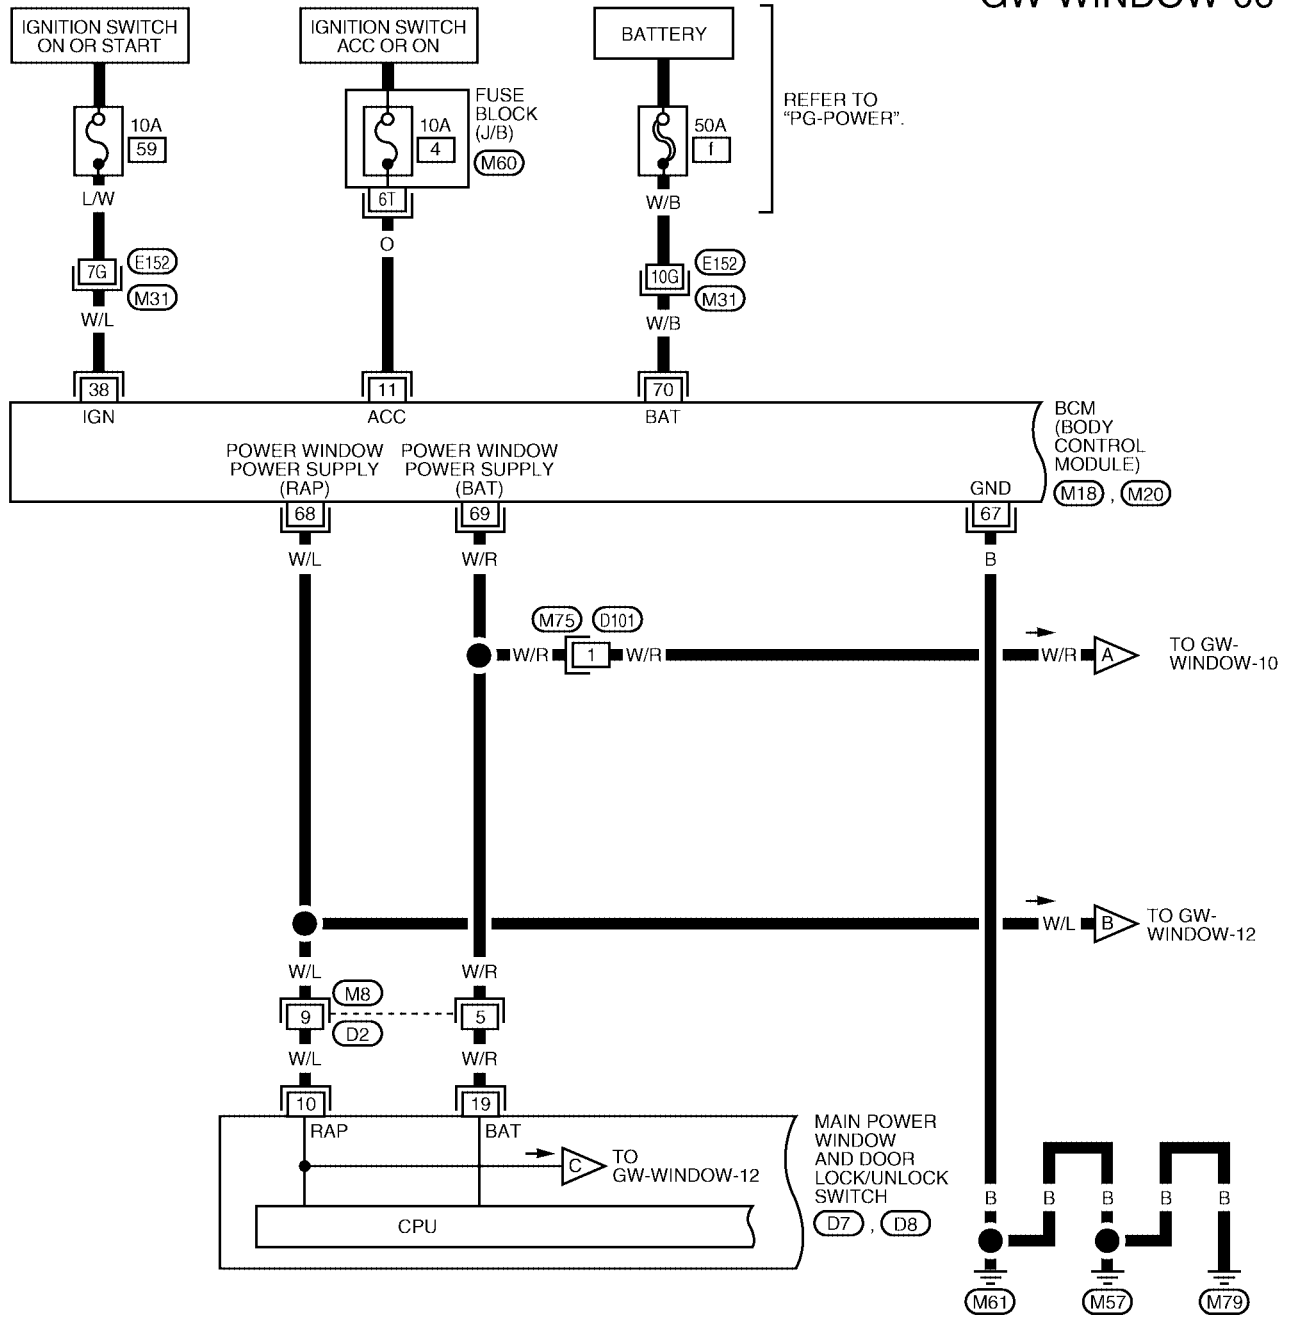 IGNITION SWITCH
ON OR START
IGNITION SWITCH
ACC OR ON
BATTERY
REFER TO
"PG-POWER".
10A
59
FUSE
BLOCK
(J/B)
M60
10A
4
50A
f
L/W
6T
W/B
O
7G
E152
M31
10G
E152
M31
W/L
W/B
38
11
70
IGN
ACC
BAT
BCM
(BODY
CONTROL
MODULE)
M18 , M20
POWER WINDOW
POWER SUPPLY
(RAP)
POWER WINDOW
POWER SUPPLY
(BAT)
GND
68
69
67
W/L
W/R
B
M75
D101
W/R
1
W/R
W/R
A
TO GW-
WINDOW-10
W/L
B
TO GW-
WINDOW-12
W/L
W/R
M8
9
5
D2
W/L
W/R
10
19
RAP
BAT
C
TO
GW-WINDOW-12
CPU
MAIN POWER
WINDOW
AND DOOR
LOCK/UNLOCK
SWITCH
D7 , D8
B
B
B
B
B
M61
M57
M79